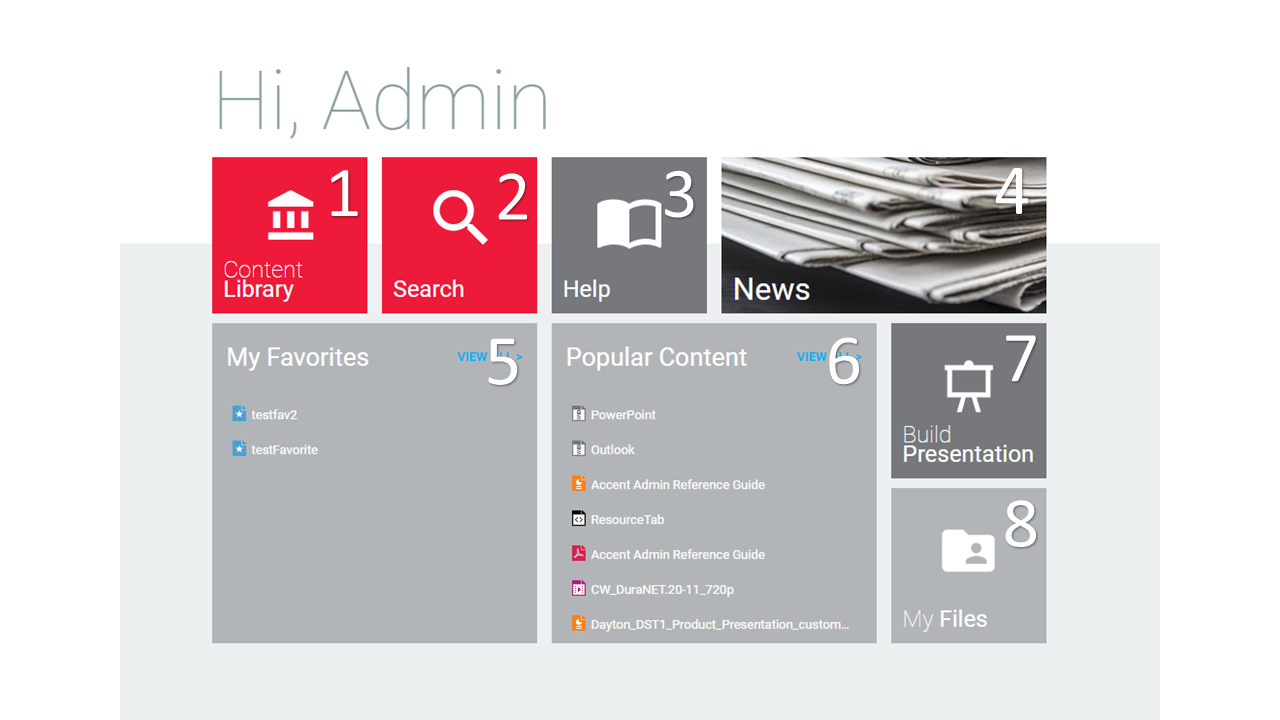 Hi, Admin
1
Content
Library
2
Search
3
Help
4
News
My Favorites
VIEW
>
5
testfav2
testFavorite
Popular Content
VIEW
>
6
PowerPoint
Outlook
Accent Admin Reference Guide
ResourceTab
Accent Admin Reference Guide
CW_DuraNET.20-11_720p
Dayton_DST1_Product_Presentation_custom...
7
Build
Presentation
8
My Files